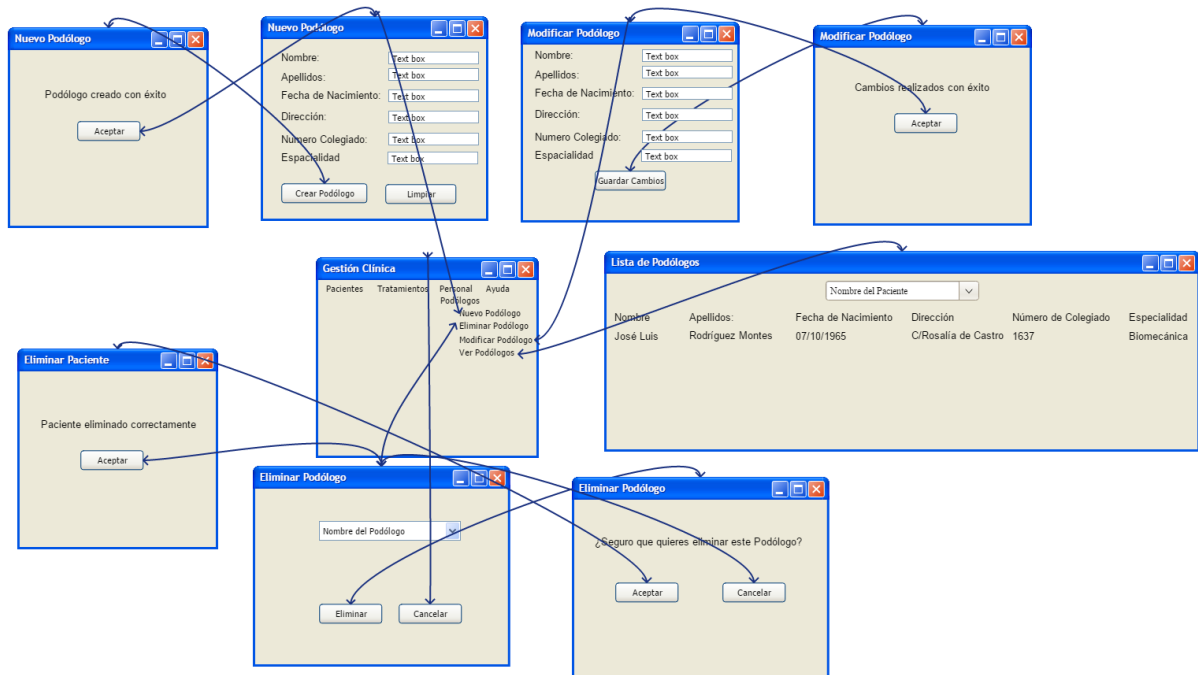 Nuevo Podólogo
Podólogo creado con éxito
Aceptar
Nuevo Podólogo
Nombre: Text box
Apellidos: Text box
Fecha de Nacimiento: Text box
Dirección: Text box
Numero Colegiado: Text box
Espacialidad Text box
Crear Podólogo Limpiar
Modificar Podólogo
Nombre: Text box
Apellidos: Text box
Fecha de Nacimiento: Text box
Dirección: Text box
Numero Colegiado: Text box
Espacialidad Text box
Guardar Cambios
Modificar Podólogo
Cambios realizados con éxito
Aceptar
Gestión Clínica
Pacientes Tratamientos Personal Ayuda
Podólogos
Nuevo Podólogo
Eliminar Podólogo
Modificar Podólogo
Ver Podólogos
Lista de Podólogos
Nombre del Paciente
Nombre Apellidos: Fecha de Nacimiento Dirección Número de Colegiado Especialidad
José Luis Rodríguez Montes 07/10/1965 C/Rosalía de Castro 1637 Biomecánica
Eliminar Paciente
Paciente eliminado correctamente
Aceptar
Eliminar Podólogo
Nombre del Podólogo
Eliminar Cancelar
Eliminar Podólogo
¿Seguro que quieres eliminar este Podólogo?
Aceptar Cancelar